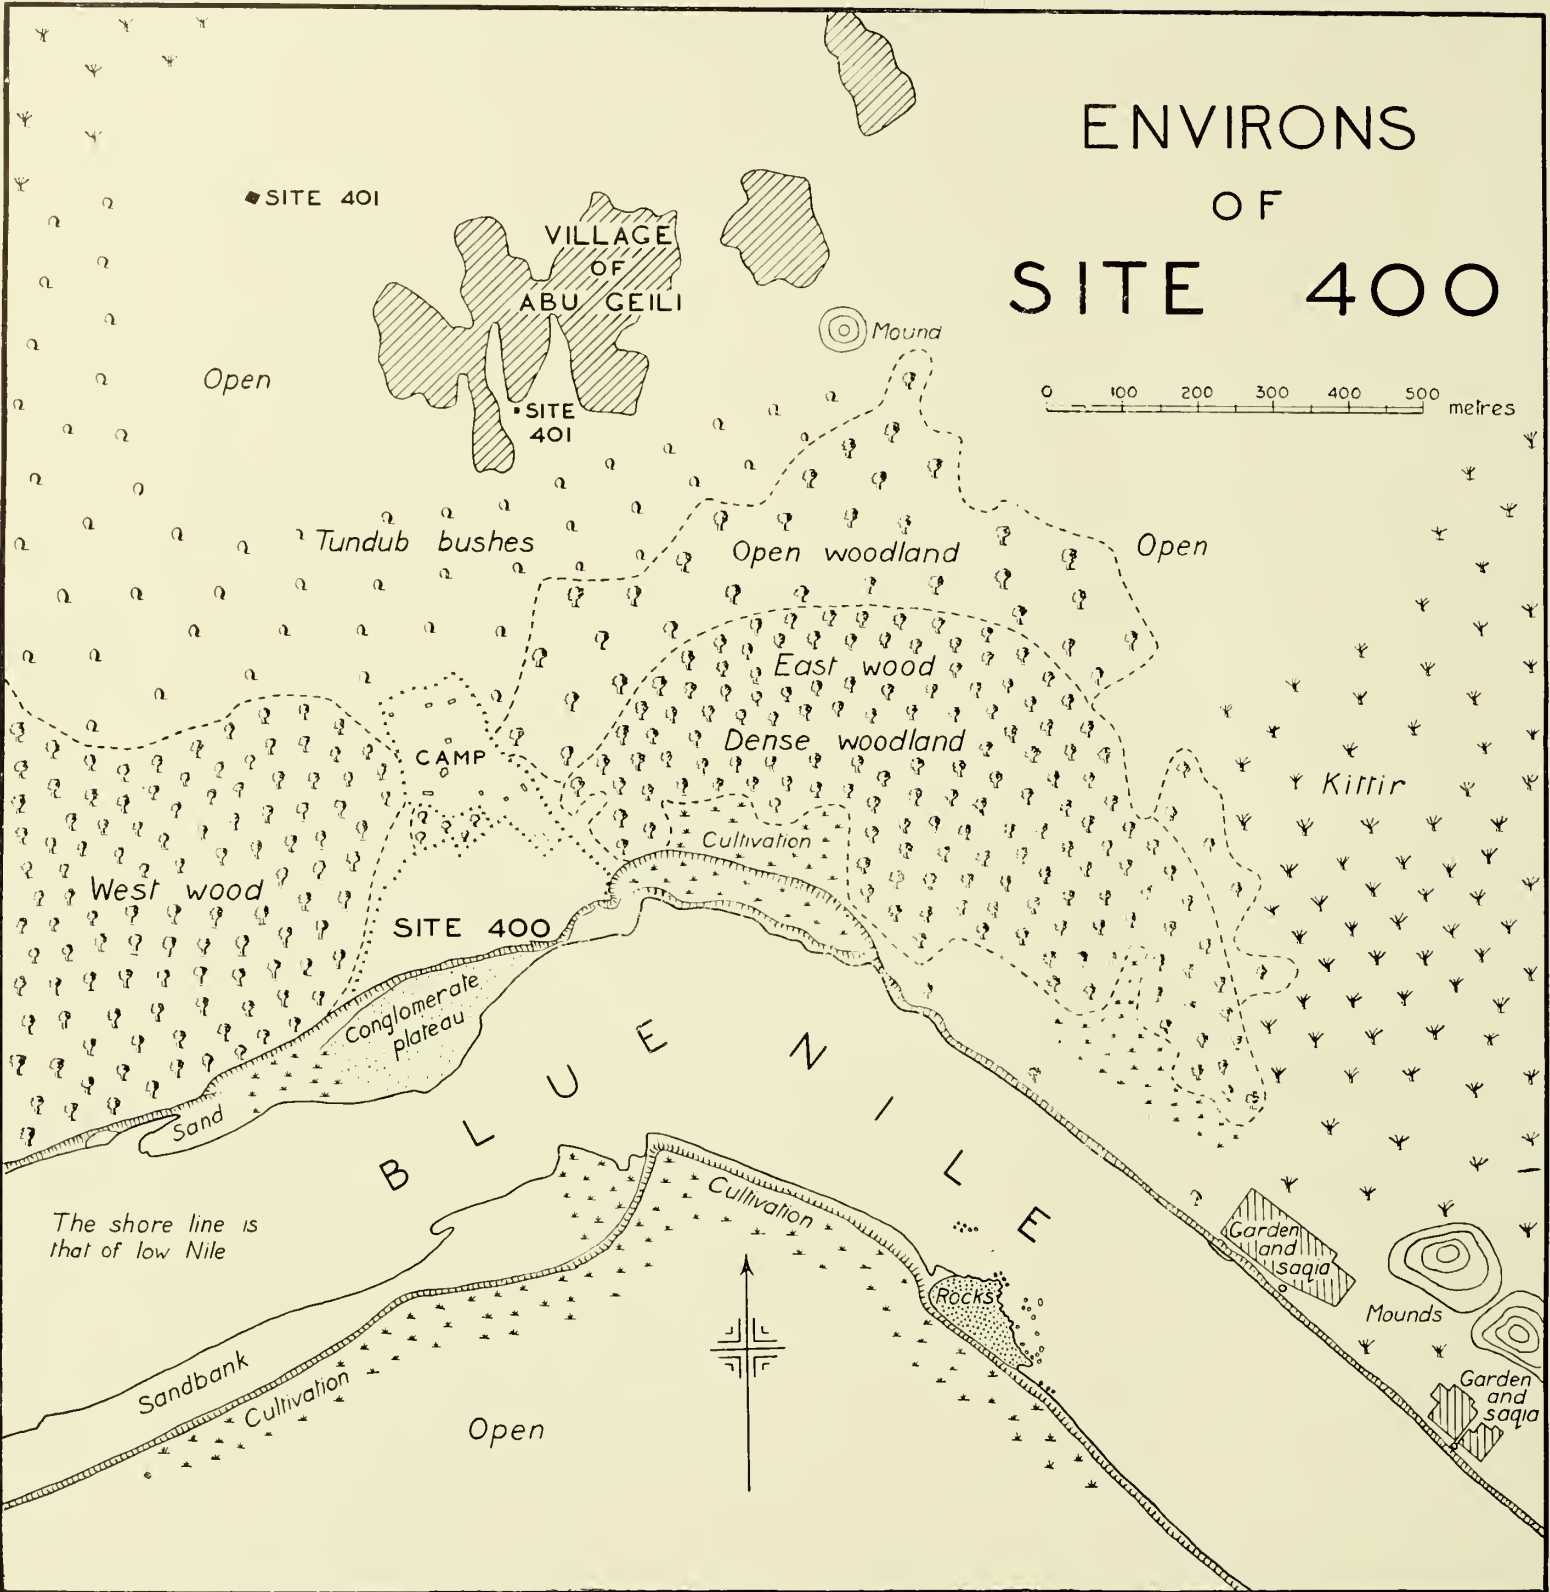 ENVIRONS
OF
SITE 400
0 100 200 300 400 500 metres
SITE 401
VILLAGE
OF
ABU GEILI
Mound
Open
SITE
401
Tundub bushes
Open woodland
Open
East wood
Dense woodland
CAMP
Kittir
Cultivation
West wood
SITE 400
Conglomerate
plateau
Sand
BLUE NILE
The shore line is
that of low Nile
Cultivation
Garden
and
saqia
Rocks
Mounds
Sandbank
Cultivation
Garden
and
saqia
Open